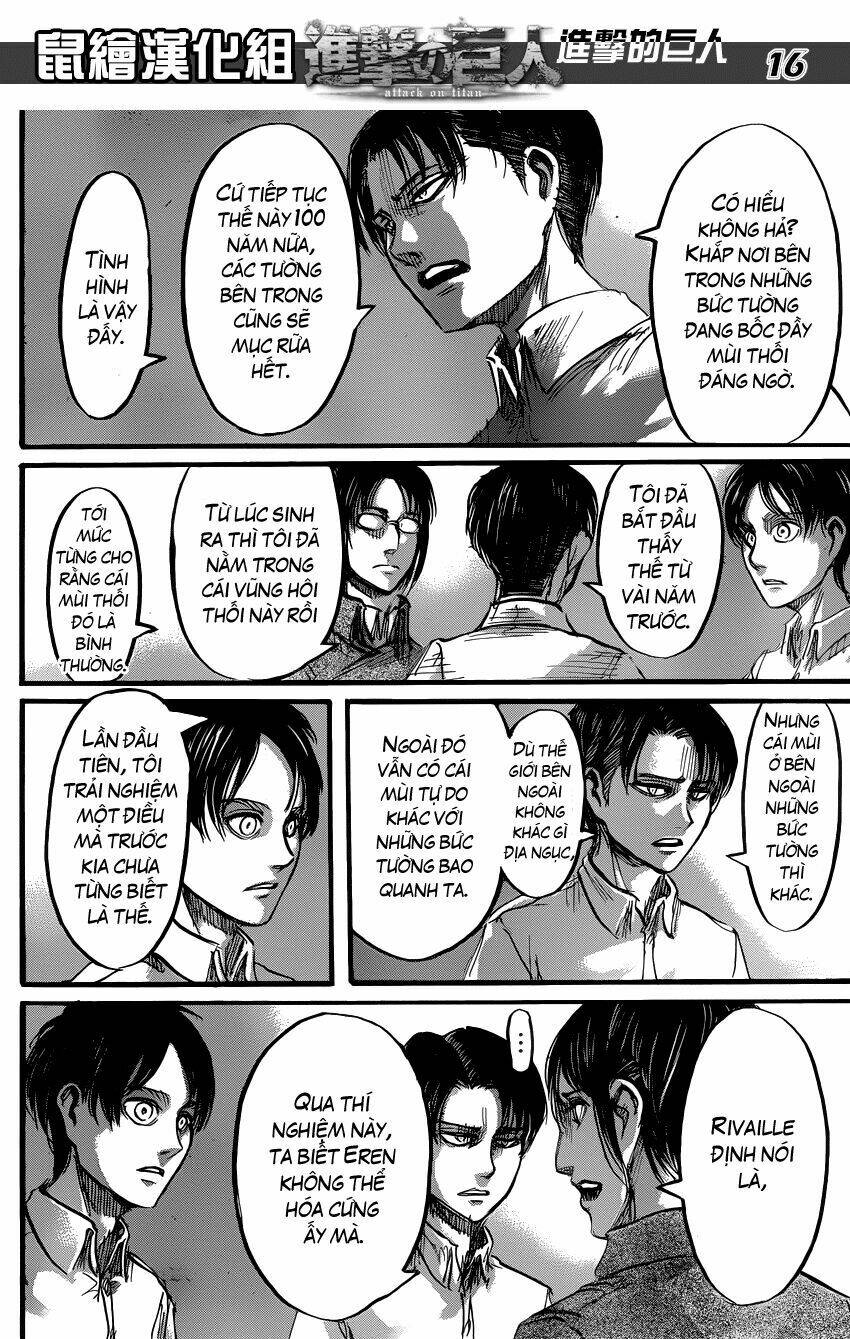 鼠繪漢化組
進撃の巨人
attack on titan
進擊的巨人
16
CÓ HIỂU
KHÔNG HẢ?
KHẮP NƠI BÊN
TRONG NHỮNG
BỨC TƯỜNG
ĐANG BỐC ĐẦY
MÙI THỐI
ĐÁNG NGỜ.
CỨ TIẾP TỤC
THẾ NÀY 100
NĂM NỮA,
CÁC TƯỜNG
BÊN TRONG
CŨNG SẼ
MỤC RỮA
HẾT.
TÌNH
HÌNH
LÀ VẬY
ĐẤY.
TÔI ĐÃ
BẮT ĐẦU
THẤY
THẾ TỪ
VÀI NĂM
TRƯỚC.
TỪ LÚC SINH
RA THÌ TÔI ĐÃ
NẰM TRONG
CÁI VŨNG HÔI
THỐI NÀY RỒI
TỚI
MỨC
TỪNG CHO
RẰNG CÁI
MÙI THỐI
ĐÓ LÀ
BÌNH
THƯỜNG.
NHƯNG
CÁI MÙI
Ở BÊN
NGOÀI
NHỮNG
BỨC
TƯỜNG
THÌ
KHÁC.
DÙ THẾ
GIỚI BÊN
NGOÀI
KHÔNG
KHÁC GÌ
ĐỊA NGỤC,
NGOÀI ĐÓ
VẪN CÓ CÁI
MÙI TỰ DO
KHÁC VỚI
NHỮNG BỨC
TƯỜNG BAO
QUANH TA.
LẦN ĐẦU
TIÊN, TÔI
TRẢI NGHIỆM
MỘT ĐIỀU
MÀ TRƯỚC
KIA CHƯA
TỪNG BIẾT
LÀ THẾ.
RIVAILLE
ĐỊNH NÓI
LÀ,
...
QUA THÍ
NGHIỆM NÀY,
TA BIẾT EREN
KHÔNG THỂ
HÓA CỨNG
ẤY MÀ.